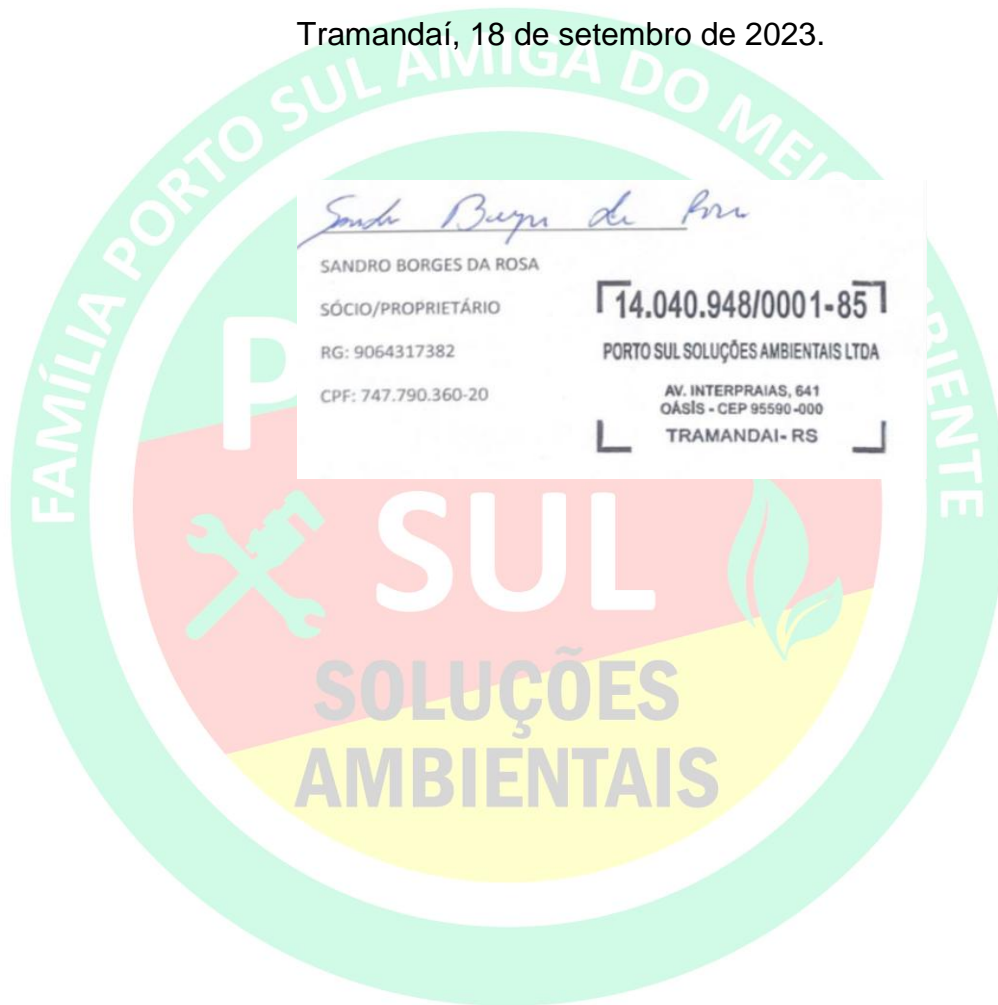 Tramandaí, 18 de setembro de 2023.
FAMÍLIA PORTO SUL AMIGA DO
SANDRO BORGES DA ROSA
SÓCIO/PROPRIETÁRIO
RG: 9064317382
CPF: 747.790.360-20
14.040.948/0001-85
PORTO SUL SOLUÇÕES AMBIENTAIS LTDA
AV. INTERPRAIAS, 641
OÁSIS - CEP 95590-000
TRAMANDAI- RS
SUL
SOLUÇÕES
AMBIENTAIS